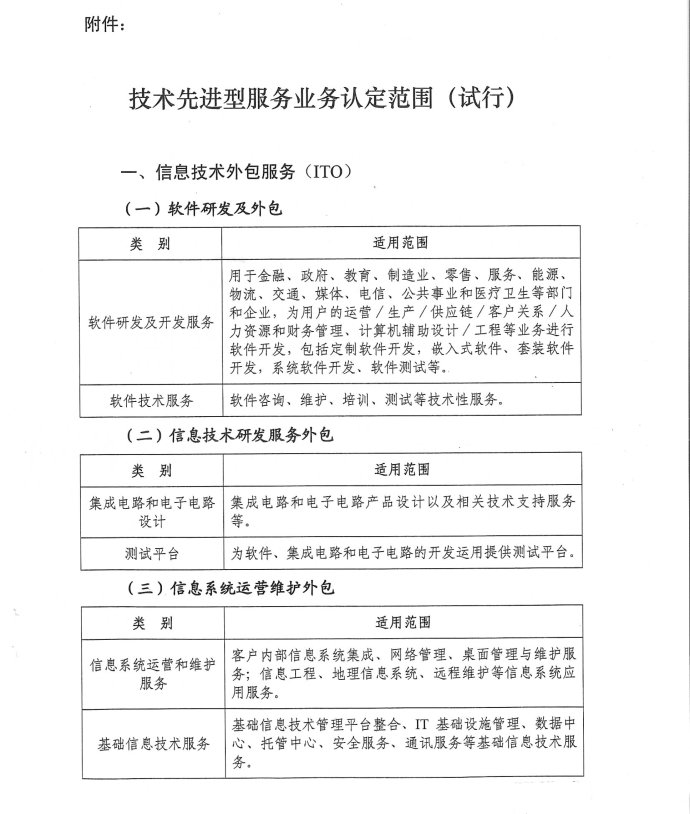 附件：
技术先进型服务业务认定范围（试行）
一、信息技术外包服务（ITO）
（一）软件研发及外包
类 别 适用范围
软件研发及开发服务
用于金融、政府、教育、制造业、零售、服务、能源、
物流、交通、媒体、电信、公共事业和医疗卫生等部门
和企业，为用户的运营/生产/供应链/客户关系/人
力资源和财务管理、计算机辅助设计/工程等业务进行
软件开发，包括定制软件开发，嵌入式软件、套装软件
开发，系统软件开发、软件测试等。
软件技术服务 软件咨询、维护、培训、测试等技术性服务。
（二）信息技术研发服务外包
类 别 适用范围
集成电路和电子电路
设计
集成电路和电子电路产品设计以及相关技术支持服务
等。
测试平台 为软件、集成电路和电子电路的开发运用提供测试平台。
（三）信息系统运营维护外包
类 别 适用范围
信息系统运营和维护
服务
客户内部信息系统集成、网络管理、桌面管理与维护服
务；信息工程、地理信息系统、远程维护等信息系统应
用服务。
基础信息技术服务
基础信息技术管理平台整合、IT 基础设施管理、数据中
心、托管中心、安全服务、通讯服务等基础信息技术服
务。